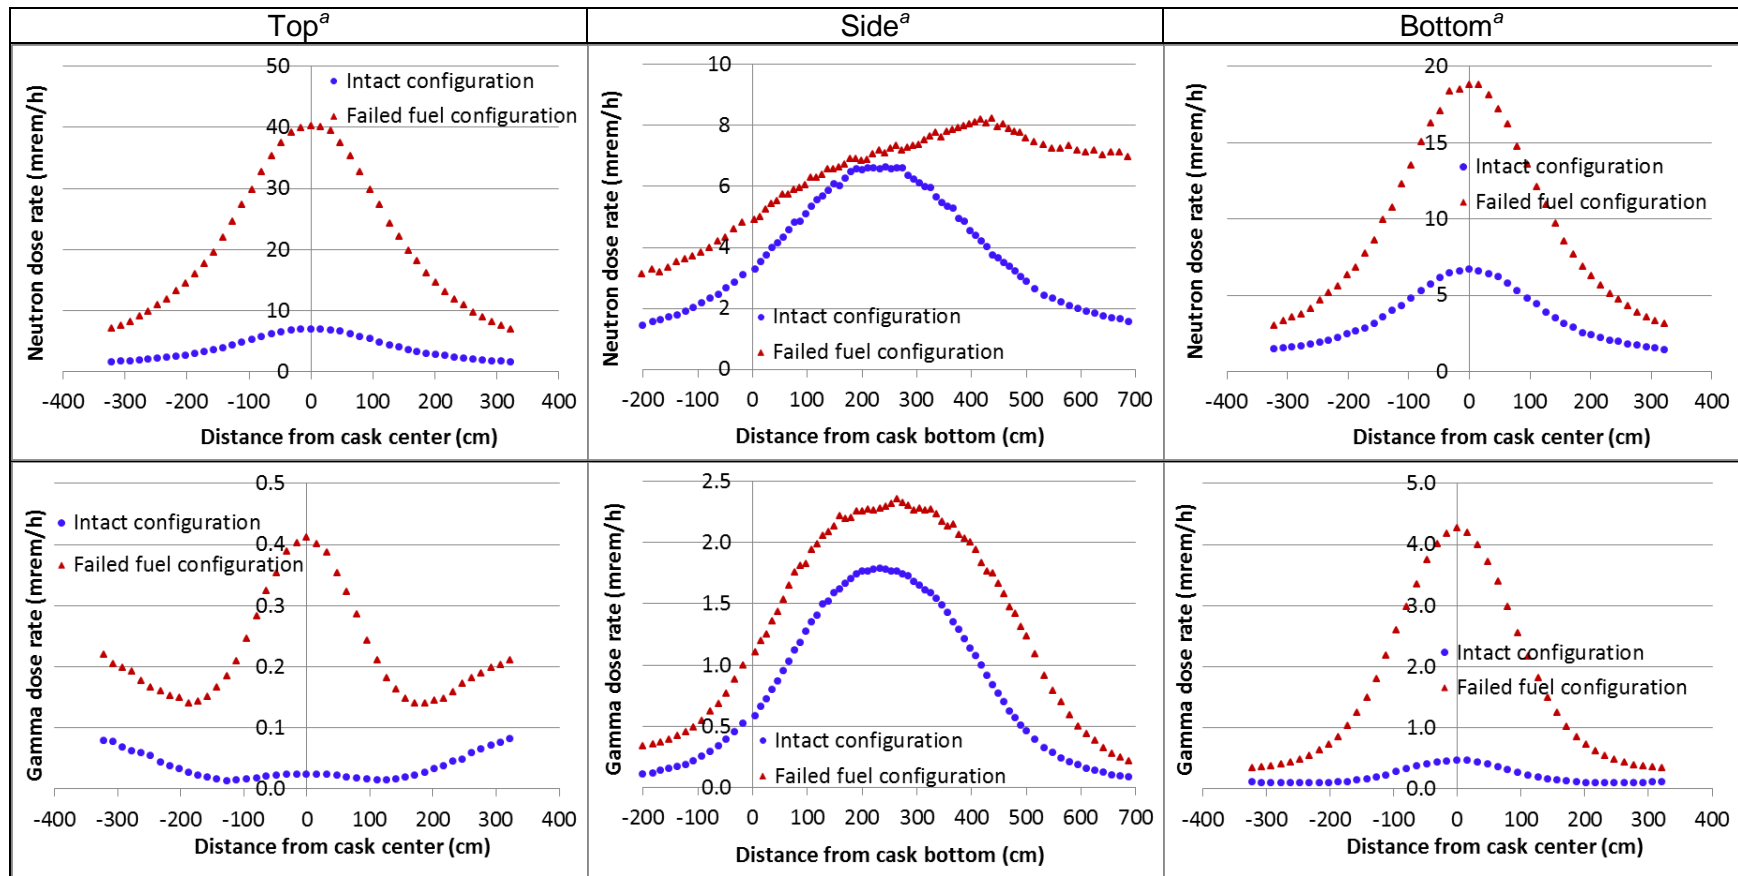 Top^a
Side^a
Bottom^a
Neutron dose rate (mrem/h)
50
40
30
20
10
0
Intact configuration
Failed fuel configuration
-400 -300 -200 -100 0 100 200 300 400
Distance from cask center (cm)
Neutron dose rate (mrem/h)
10
8
6
4
2
0
Intact configuration
Failed fuel configuration
-200 -100 0 100 200 300 400 500 600 700
Distance from cask bottom (cm)
Neutron dose rate (mrem/h)
20
15
10
5
0
Intact configuration
Failed fuel configuration
-400 -300 -200 -100 0 100 200 300 400
Distance from cask center (cm)
Gamma dose rate (mrem/h)
0.5
0.4
0.3
0.2
0.1
0.0
Intact configuration
Failed fuel configuration
-400 -300 -200 -100 0 100 200 300 400
Distance from cask center (cm)
Gamma dose rate (mrem/h)
2.5
2.0
1.5
1.0
0.5
0.0
Intact configuration
Failed fuel configuration
-200 -100 0 100 200 300 400 500 600 700
Distance from cask bottom (cm)
Gamma dose rate (mrem/h)
5.0
4.0
3.0
2.0
1.0
0.0
Intact configuration
Failed fuel configuration
-400 -300 -200 -100 0 100 200 300 400
Distance from cask center (cm)